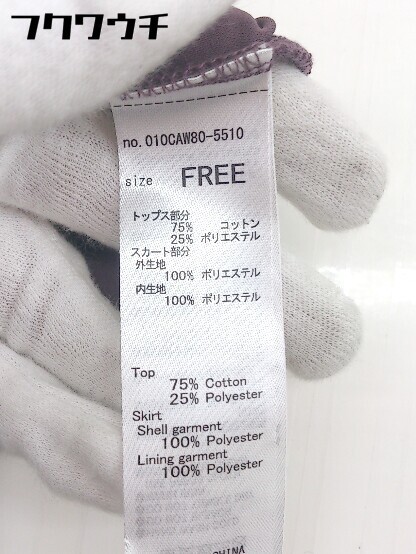 フクワウチ
no. 010CAW80-5510
size FREE
トップス部分
75% コットン
25% ポリエステル
スカート部分
外生地
100% ポリエステル
内生地
100% ポリエステル
Top
75% Cotton
25% Polyester
Skirt
Shell garment
100% Polyester
Lining garment
100% Polyester
CHINA